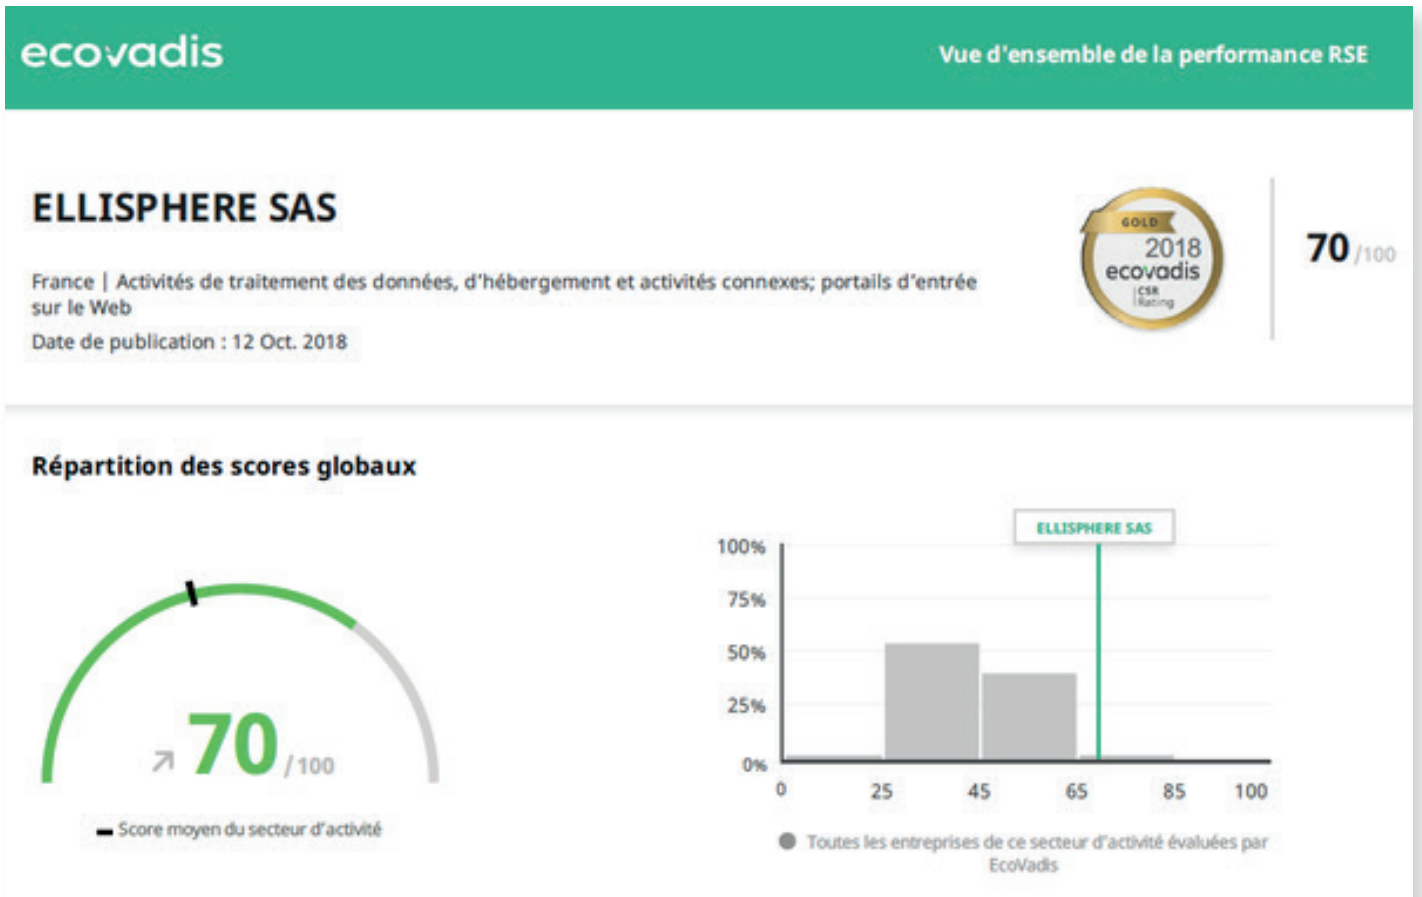 ecovadis
Vue d'ensemble de la performance RSE
ELLISPHERE SAS
France | Activités de traitement des données, d'hébergement et activités connexes; portails d'entrée
sur le Web
Date de publication : 12 Oct. 2018
GOLD
2018
ecovadis
CSR
Rating
70 /100
Répartition des scores globaux
70 /100
Score moyen du secteur d'activité
ELLISPHERE SAS
100%
75%
50%
25%
0%
0 25 45 65 85 100
Toutes les entreprises de ce secteur d'activité évaluées par
EcoVadis